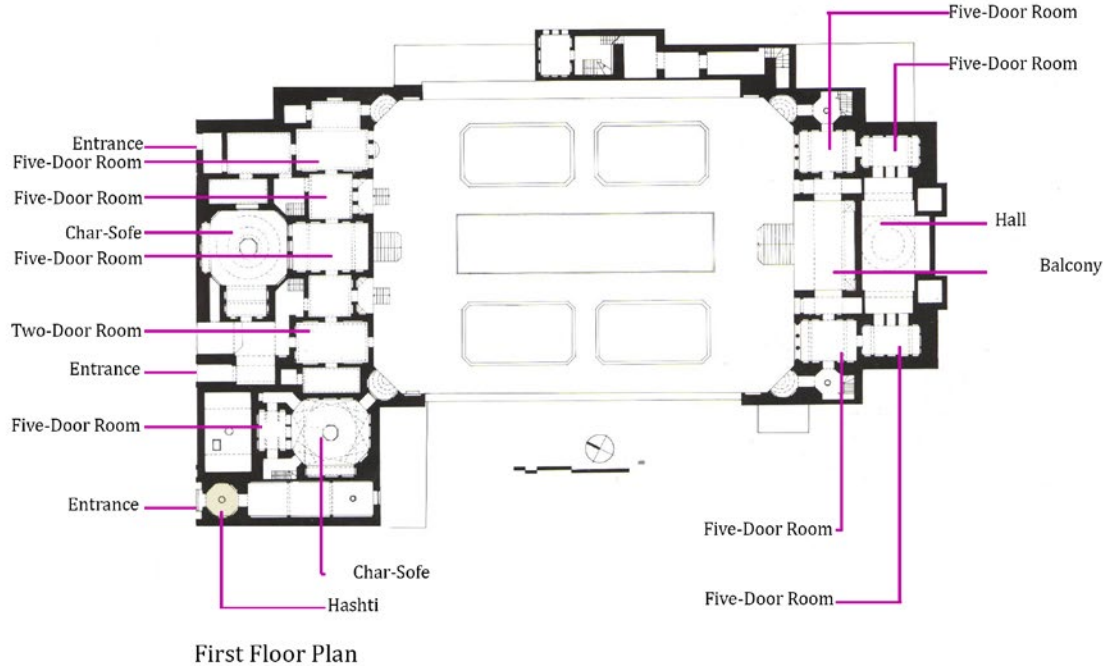 Five-Door Room
Five-Door Room
Entrance
Five-Door Room
Five-Door Room
Char-Sofe
Five-Door Room
Hall
Balcony
Two-Door Room
Entrance
Five-Door Room
Entrance
Five-Door Room
Char-Sofe
Five-Door Room
Hashti
First Floor Plan